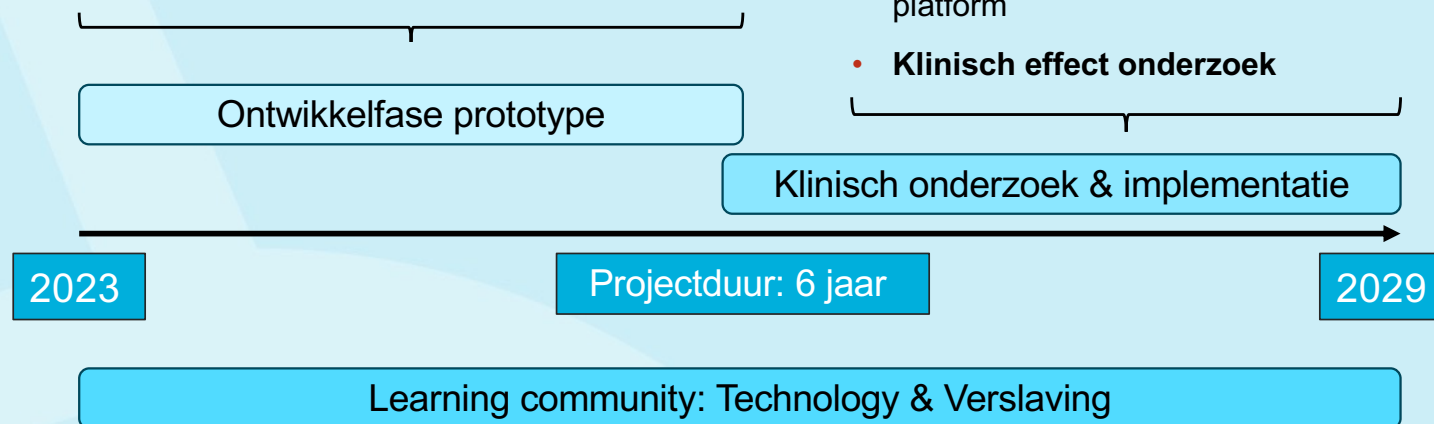 platform
• Klinisch effect onderzoek
Ontwikkelfase prototype
Klinisch onderzoek & implementatie
2023
Projectduur: 6 jaar
2029
Learning community: Technology & Verslaving